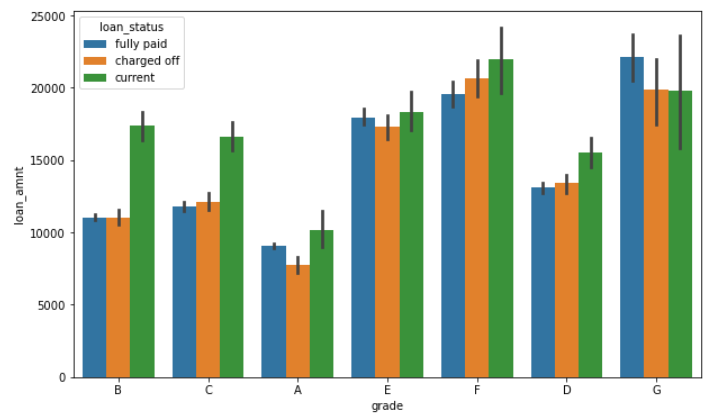 loan_status
fully paid
charged off
current
25000
20000
15000
10000
5000
0
loan_amnt
B C A E F D G
grade